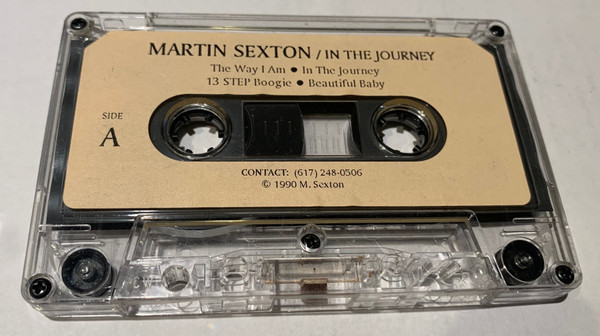 MARTIN SEXTON / IN THE JOURNEY
The Way I Am ● In The Journey
13 STEP Boogie ● Beautiful Baby
SIDE
A
CONTACT: (617) 248-0506
© 1990 M. Sexton